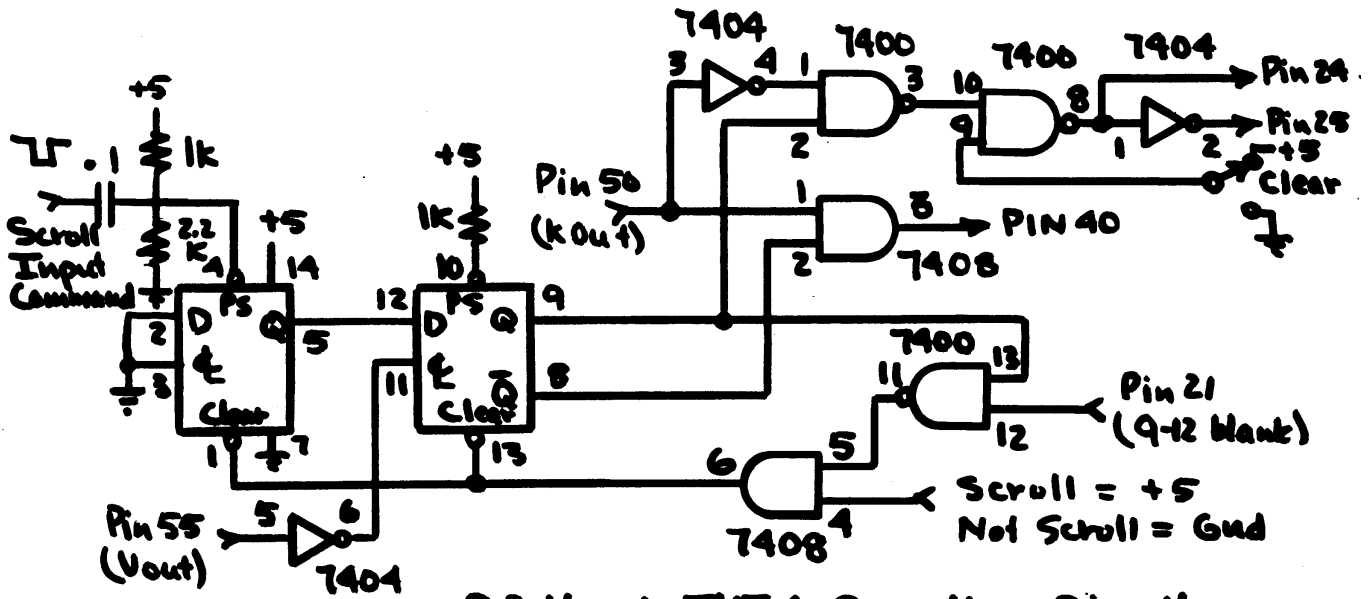 7404
7400
7400
7404
3
4
1
3
10
8
Pin 24
2
9
1
2
Pin 25
+5
Clear
+5
.1
1K
+5
1K
Pin 50
(K Out)
1
2
8
PIN 40
7408
Scroll
Input
Command
2.2
K
4
+5
14
PS
2
D
Q
5
3
¢
Clear
1
7
10
PS
12
D
Q
9
11
¢
Q
8
Clear
13
7400
11
13
12
Pin 21
(9-12 blank)
6
5
4
7408
Scroll = +5
Not Scroll = Gnd
Pin 55
(Vout)
5
6
7404